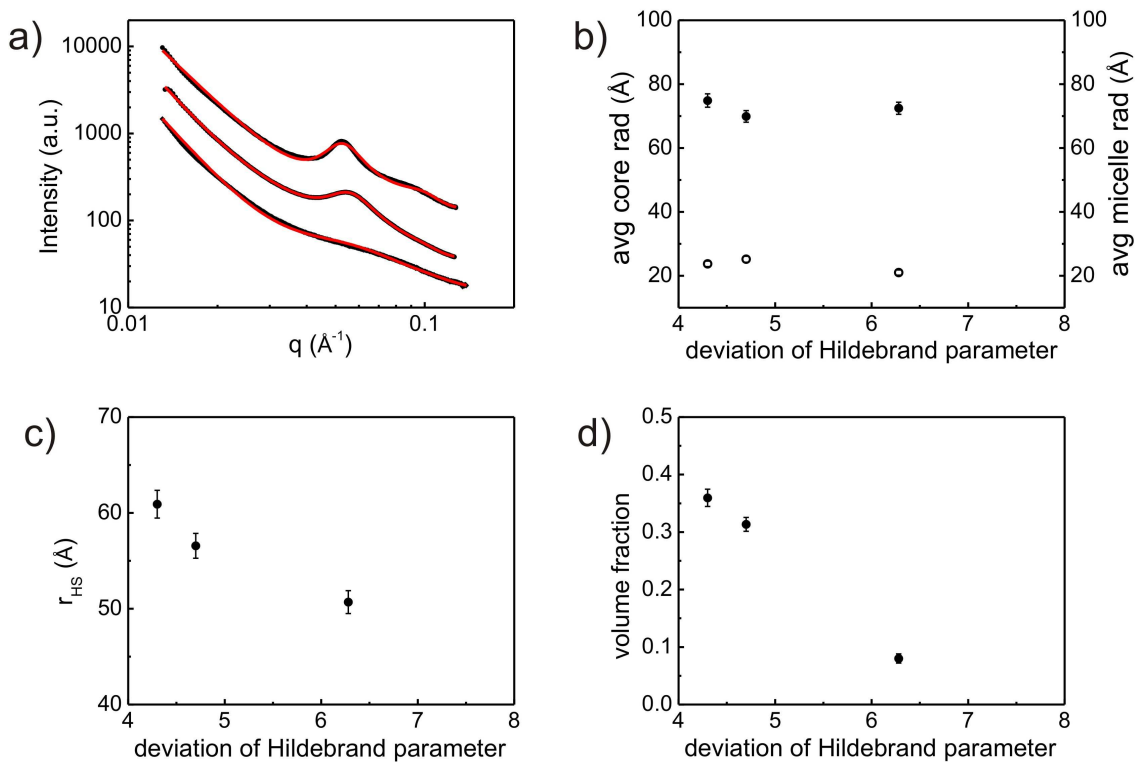 a)
Intensity (a.u.)
10000
1000
100
10
0.01
0.1
q (Å⁻¹)
b)
avg core rad (Å)
100
80
60
40
20
100
80
60
40
20
avg micelle rad (Å)
4 5 6 7 8
deviation of Hildebrand parameter
c)
r_HS (Å)
70
60
50
40
4 5 6 7 8
deviation of Hildebrand parameter
d)
volume fraction
0.5
0.4
0.3
0.2
0.1
0.0
4 5 6 7 8
deviation of Hildebrand parameter